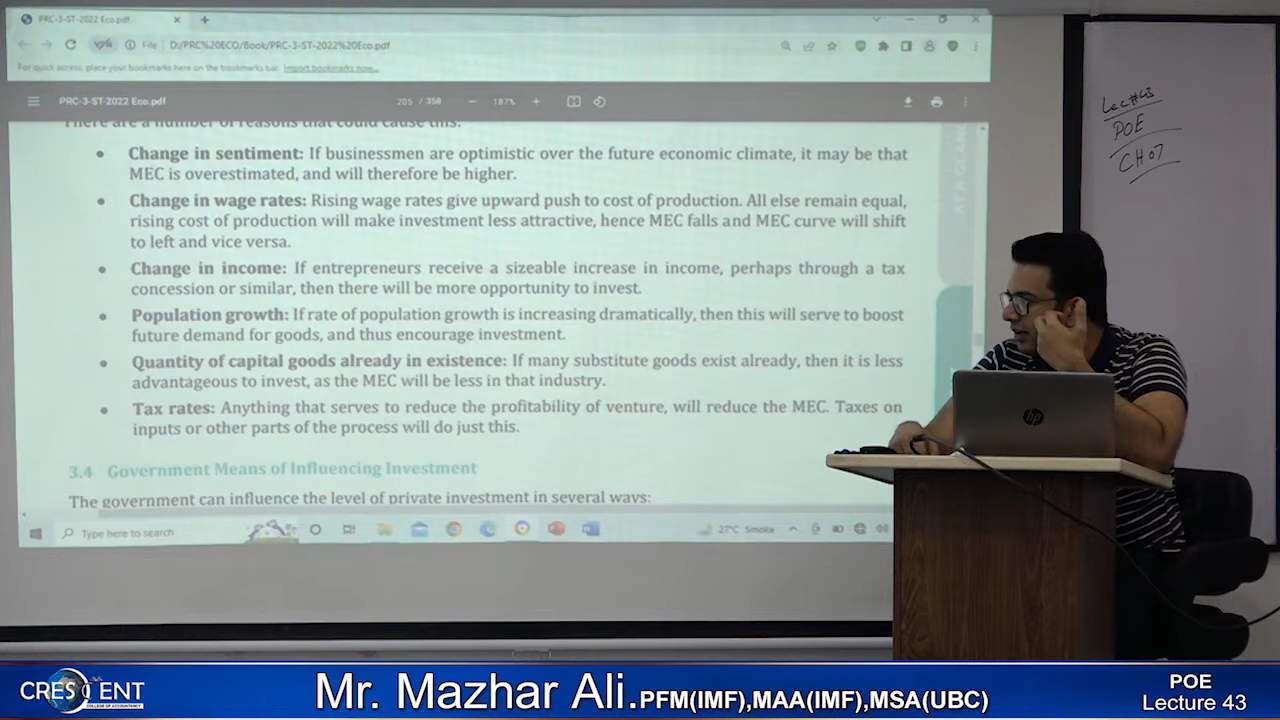 PRC-3-ST-2022 Eco.pdf
File
D:/PRC%20ECO/Book/PRC-3-ST-2022%20Eco.pdf
For quick access, place your bookmarks here on the bookmarks bar. Import bookmarks now...
PRC-3-ST-2022 Eco.pdf
205 / 358
187%
There are a number of reasons that could cause this:
• Change in sentiment: If businessmen are optimistic over the future economic climate, it may be that
MEC is overestimated, and will therefore be higher.
• Change in wage rates: Rising wage rates give upward push to cost of production. All else remain equal,
rising cost of production will make investment less attractive, hence MEC falls and MEC curve will shift
to left and vice versa.
• Change in income: If entrepreneurs receive a sizeable increase in income, perhaps through a tax
concession or similar, then there will be more opportunity to invest.
• Population growth: If rate of population growth is increasing dramatically, then this will serve to boost
future demand for goods, and thus encourage investment.
• Quantity of capital goods already in existence: If many substitute goods exist already, then it is less
advantageous to invest, as the MEC will be less in that industry.
• Tax rates: Anything that serves to reduce the profitability of venture, will reduce the MEC. Taxes on
inputs or other parts of the process will do just this.
3.4 Government Means of Influencing Investment
The government can influence the level of private investment in several ways:
Type here to search
27°C Smoke
Lec#43
POE
CH 07
hp
CRESCENT
COLLEGE OF ACCOUNTANCY
Mr. Mazhar Ali.PFM(IMF),MAA(IMF),MSA(UBC)
POE
Lecture 43